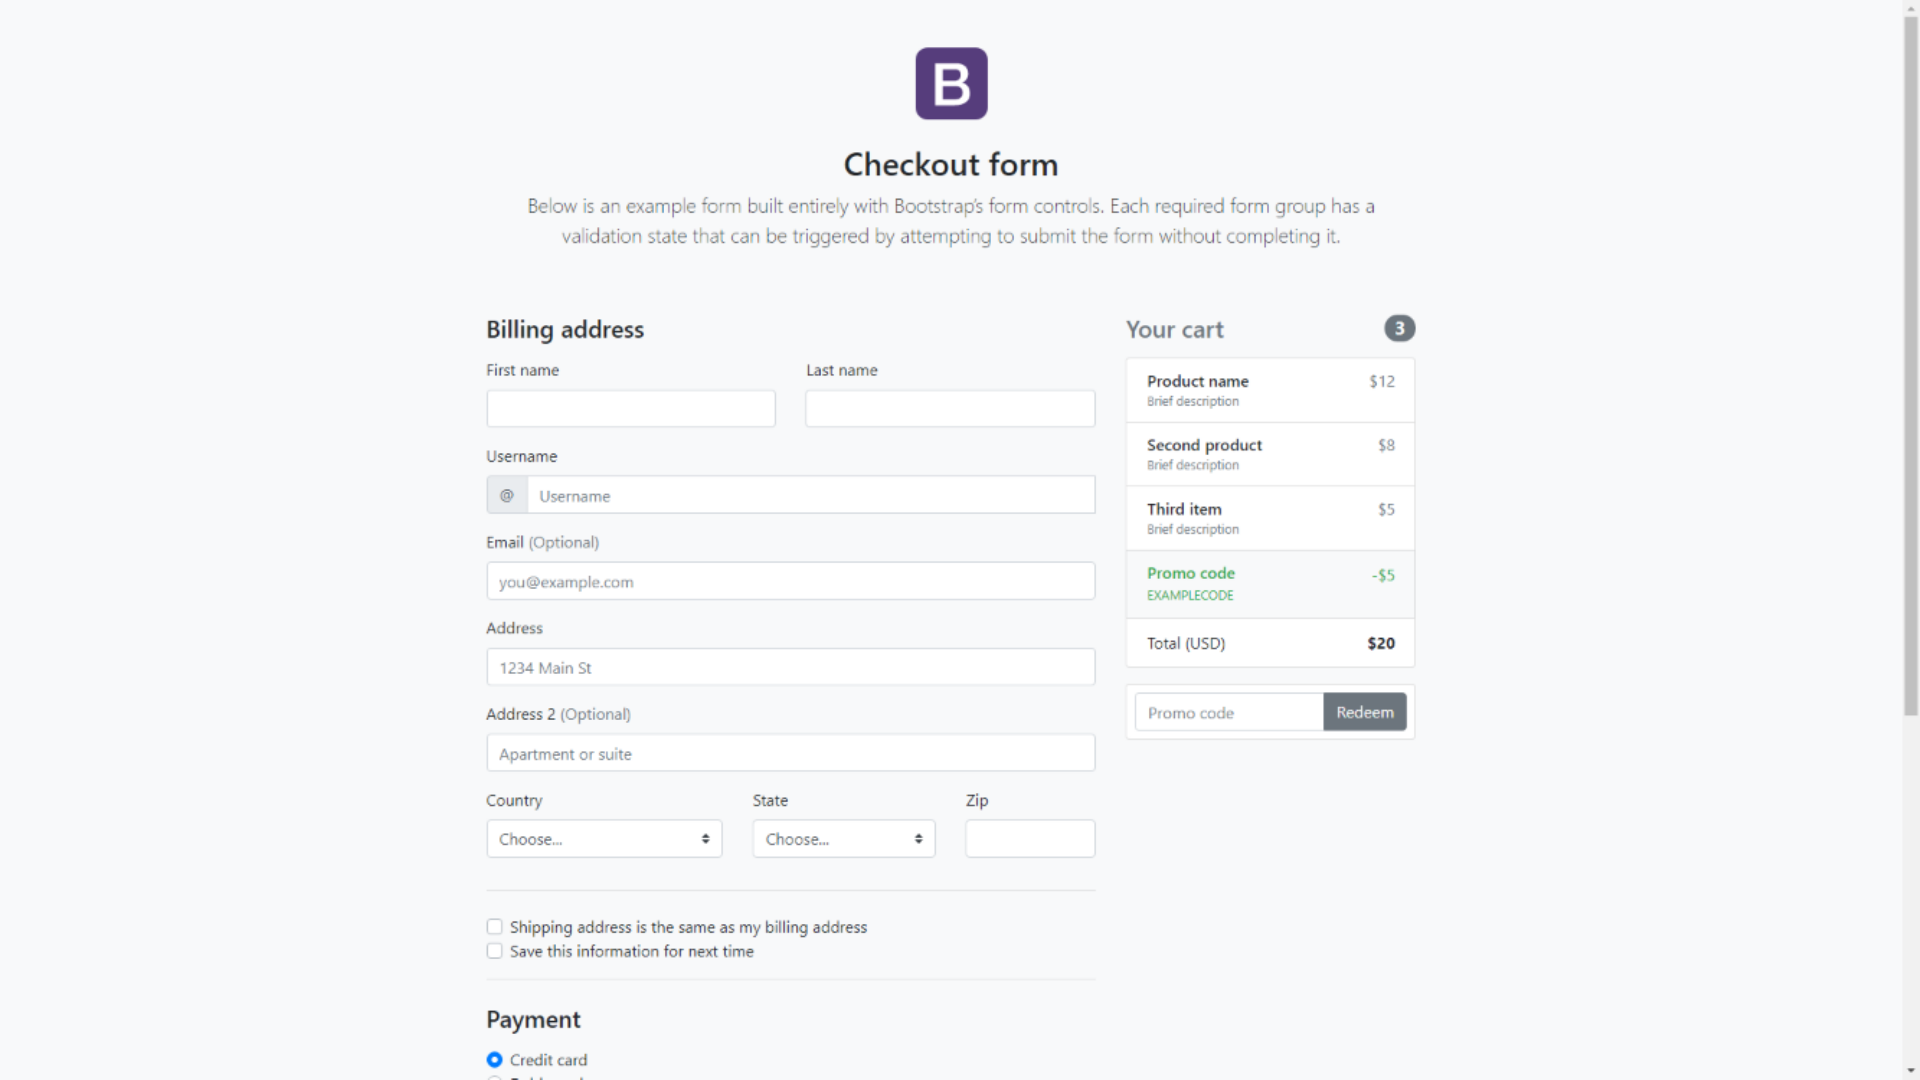 B
Checkout form
Below is an example form built entirely with Bootstrap's form controls. Each required form group has a
validation state that can be triggered by attempting to submit the form without completing it.
Billing address
First name
Last name
Username
@ Username
Email (Optional)
you@example.com
Address
1234 Main St
Address 2 (Optional)
Apartment or suite
Country
State
Zip
Choose...
Choose...
Shipping address is the same as my billing address
Save this information for next time
Payment
Credit card
Your cart 3
Product name $12
Brief description
Second product $8
Brief description
Third item $5
Brief description
Promo code -$5
EXAMPLECODE
Total (USD) $20
Promo code Redeem